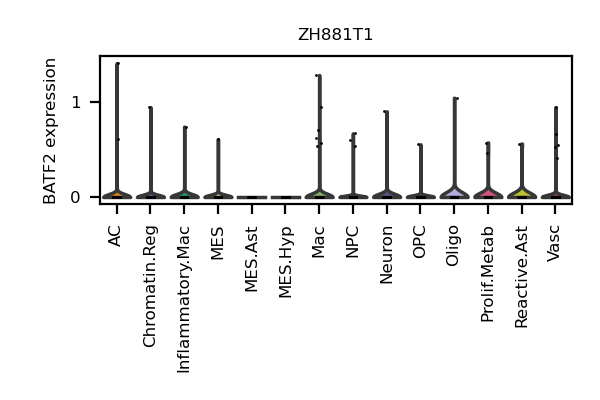 ZH881T1
BATF2 expression
1
0
AC
Chromatin.Reg
Inflammatory.Mac
MES
MES.Ast
MES.Hyp
Mac
NPC
Neuron
OPC
Oligo
Prolif.Metab
Reactive.Ast
Vasc